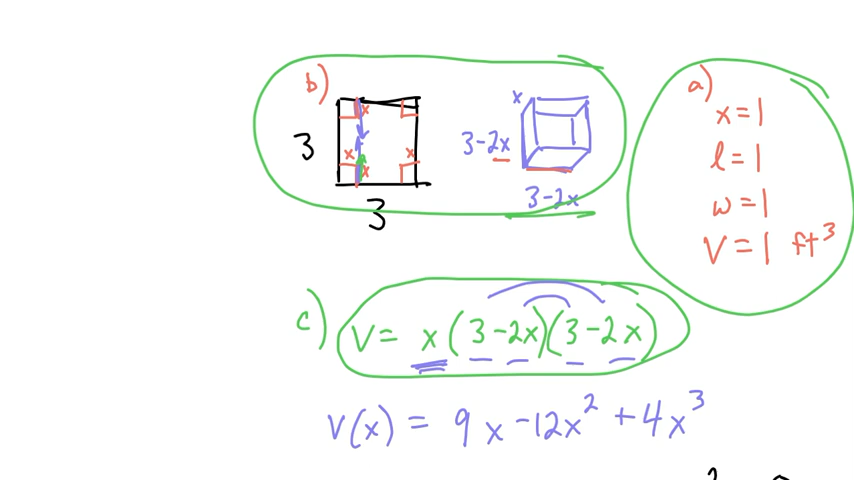 b)
x
x
3
x
x
3
x
3-2x
3-2x
a)
x=1
l=1
w=1
V=1 ft³
c) V= x(3-2x)(3-2x)
V(x) = 9x-12x²+4x³